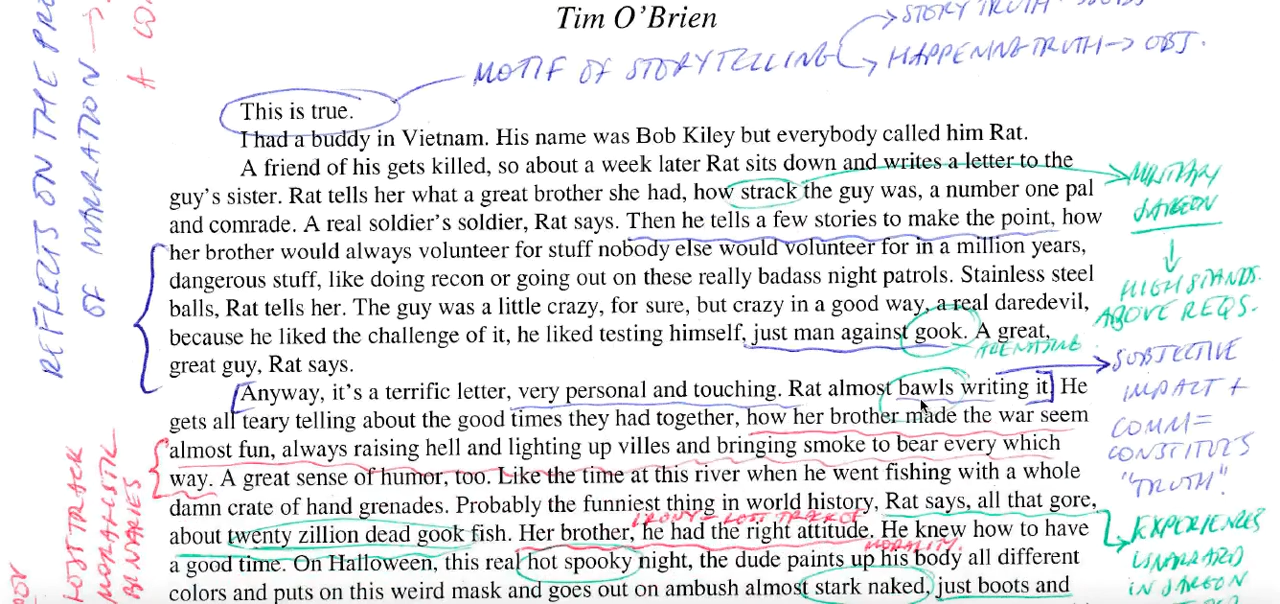 Tim O'Brien
STORY TRUTH
MOTIF OF STORYTELLING
HAPPENING TRUTH → OBJ.
This is true.
I had a buddy in Vietnam. His name was Bob Kiley but everybody called him Rat.
A friend of his gets killed, so about a week later Rat sits down and writes a letter to the
guy's sister. Rat tells her what a great brother she had, how strack the guy was, a number one pal
and comrade. A real soldier's soldier, Rat says. Then he tells a few stories to make the point, how
her brother would always volunteer for stuff nobody else would volunteer for in a million years,
dangerous stuff, like doing recon or going out on these really badass night patrols. Stainless steel
balls, Rat tells her. The guy was a little crazy, for sure, but crazy in a good way, a real daredevil,
because he liked the challenge of it, he liked testing himself, just man against gook. A great,
great guy, Rat says.
Anyway, it's a terrific letter, very personal and touching. Rat almost bawls writing it. He
gets all teary telling about the good times they had together, how her brother made the war seem
almost fun, always raising hell and lighting up villes and bringing smoke to bear every which
way. A great sense of humor, too. Like the time at this river when he went fishing with a whole
damn crate of hand grenades. Probably the funniest thing in world history, Rat says, all that gore,
about twenty zillion dead gook fish. Her brother, he had the right attitude. He knew how to have
a good time. On Halloween, this real hot spooky night, the dude paints up his body all different
colors and puts on this weird mask and goes out on ambush almost stark naked, just boots and
REFLECTS ON THE
OF NARRATION →
A
LOST TRACK
MORALISTIC
BINARIES
MILITARY
JARGON
↓
HIGH STANDS.
ABOVE REQS.
SUBJECTIVE
IMPACT +
COMM =
CONSTITUTES
"TRUTH".
IRONY – LOST TRACK OF
MORALITY.
EXPERIENCES
NARRATED
IN JARGON